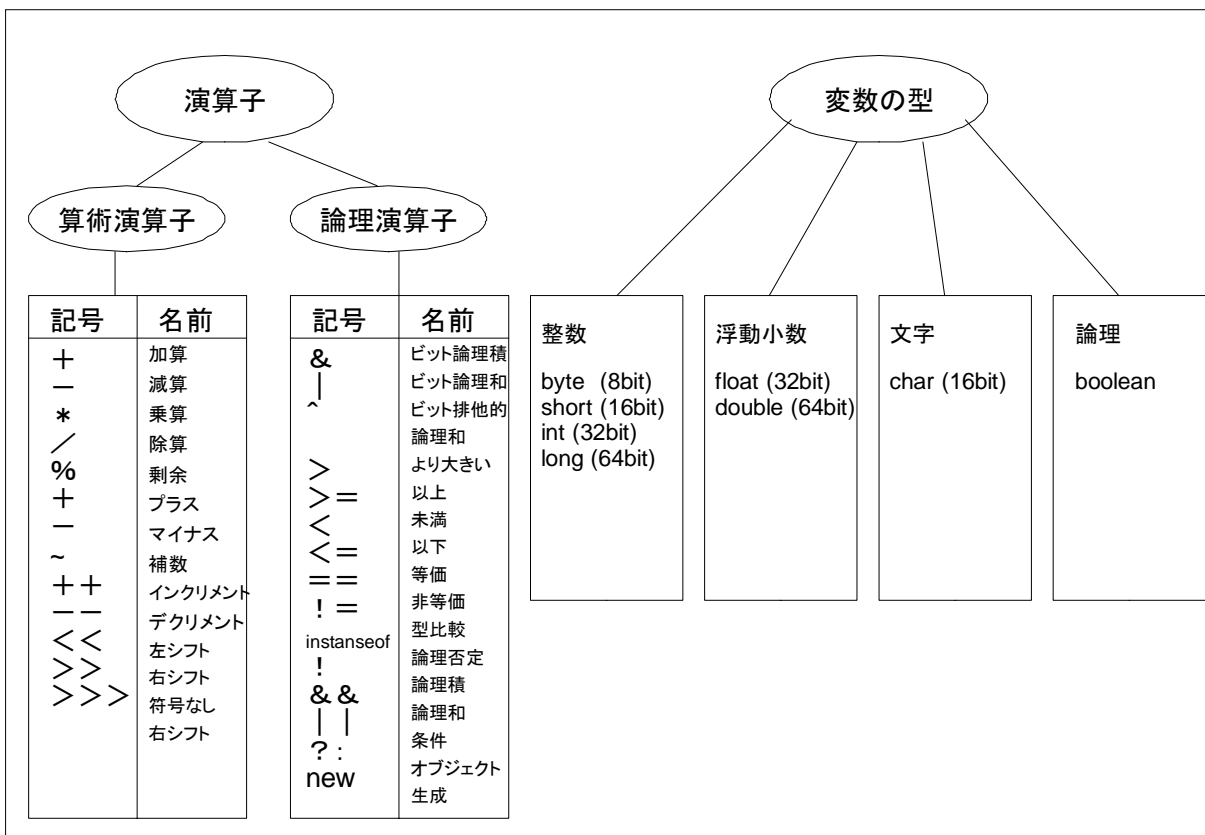 演算子
変数の型
算術演算子
論理演算子
記号 名前
＋ 加算
－ 減算
＊ 乗算
／ 除算
% 剰余
＋ プラス
－ マイナス
~ 補数
＋＋ インクリメント
－－ デクリメント
＜＜ 左シフト
＞＞ 右シフト
＞＞＞ 符号なし
右シフト
記号 名前
& ビット論理積
｜ ビット論理和
^ ビット排他的
論理和
＞ より大きい
＞＝ 以上
＜ 未満
＜＝ 以下
＝＝ 等価
！＝ 非等価
instanseof 型比較
！ 論理否定
&& 論理積
｜｜ 論理和
？： 条件
new オブジェクト
生成
整数
byte (8bit)
short (16bit)
int (32bit)
long (64bit)
浮動小数
float (32bit)
double (64bit)
文字
char (16bit)
論理
boolean